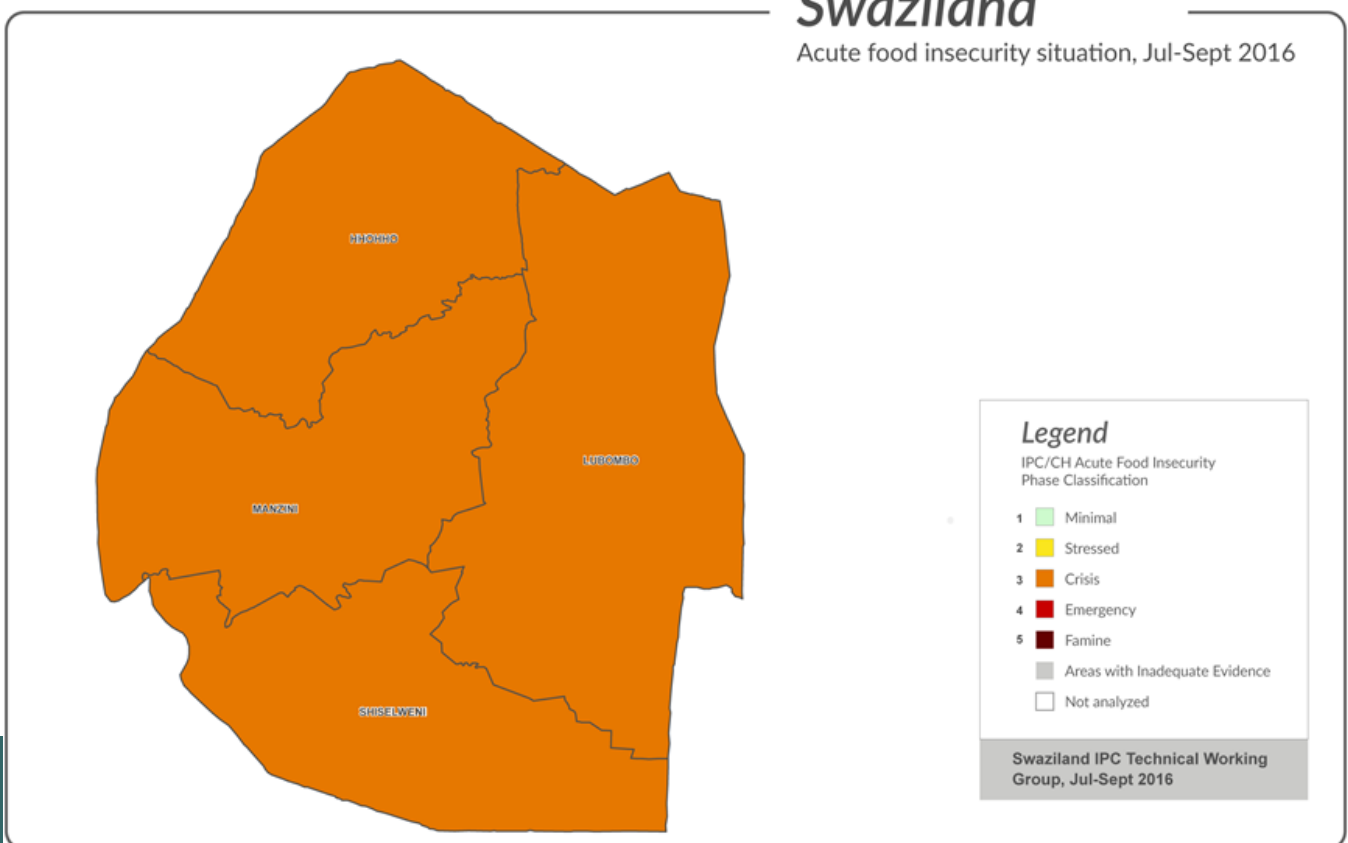 Swaziland
Acute food insecurity situation, Jul-Sept 2016
HHOHHO
LUBOMBO
MANZINI
SHISELWENI
Legend
IPC/CH Acute Food Insecurity
Phase Classification
1 Minimal
2 Stressed
3 Crisis
4 Emergency
5 Famine
Areas with Inadequate Evidence
Not analyzed
Swaziland IPC Technical Working
Group, Jul-Sept 2016